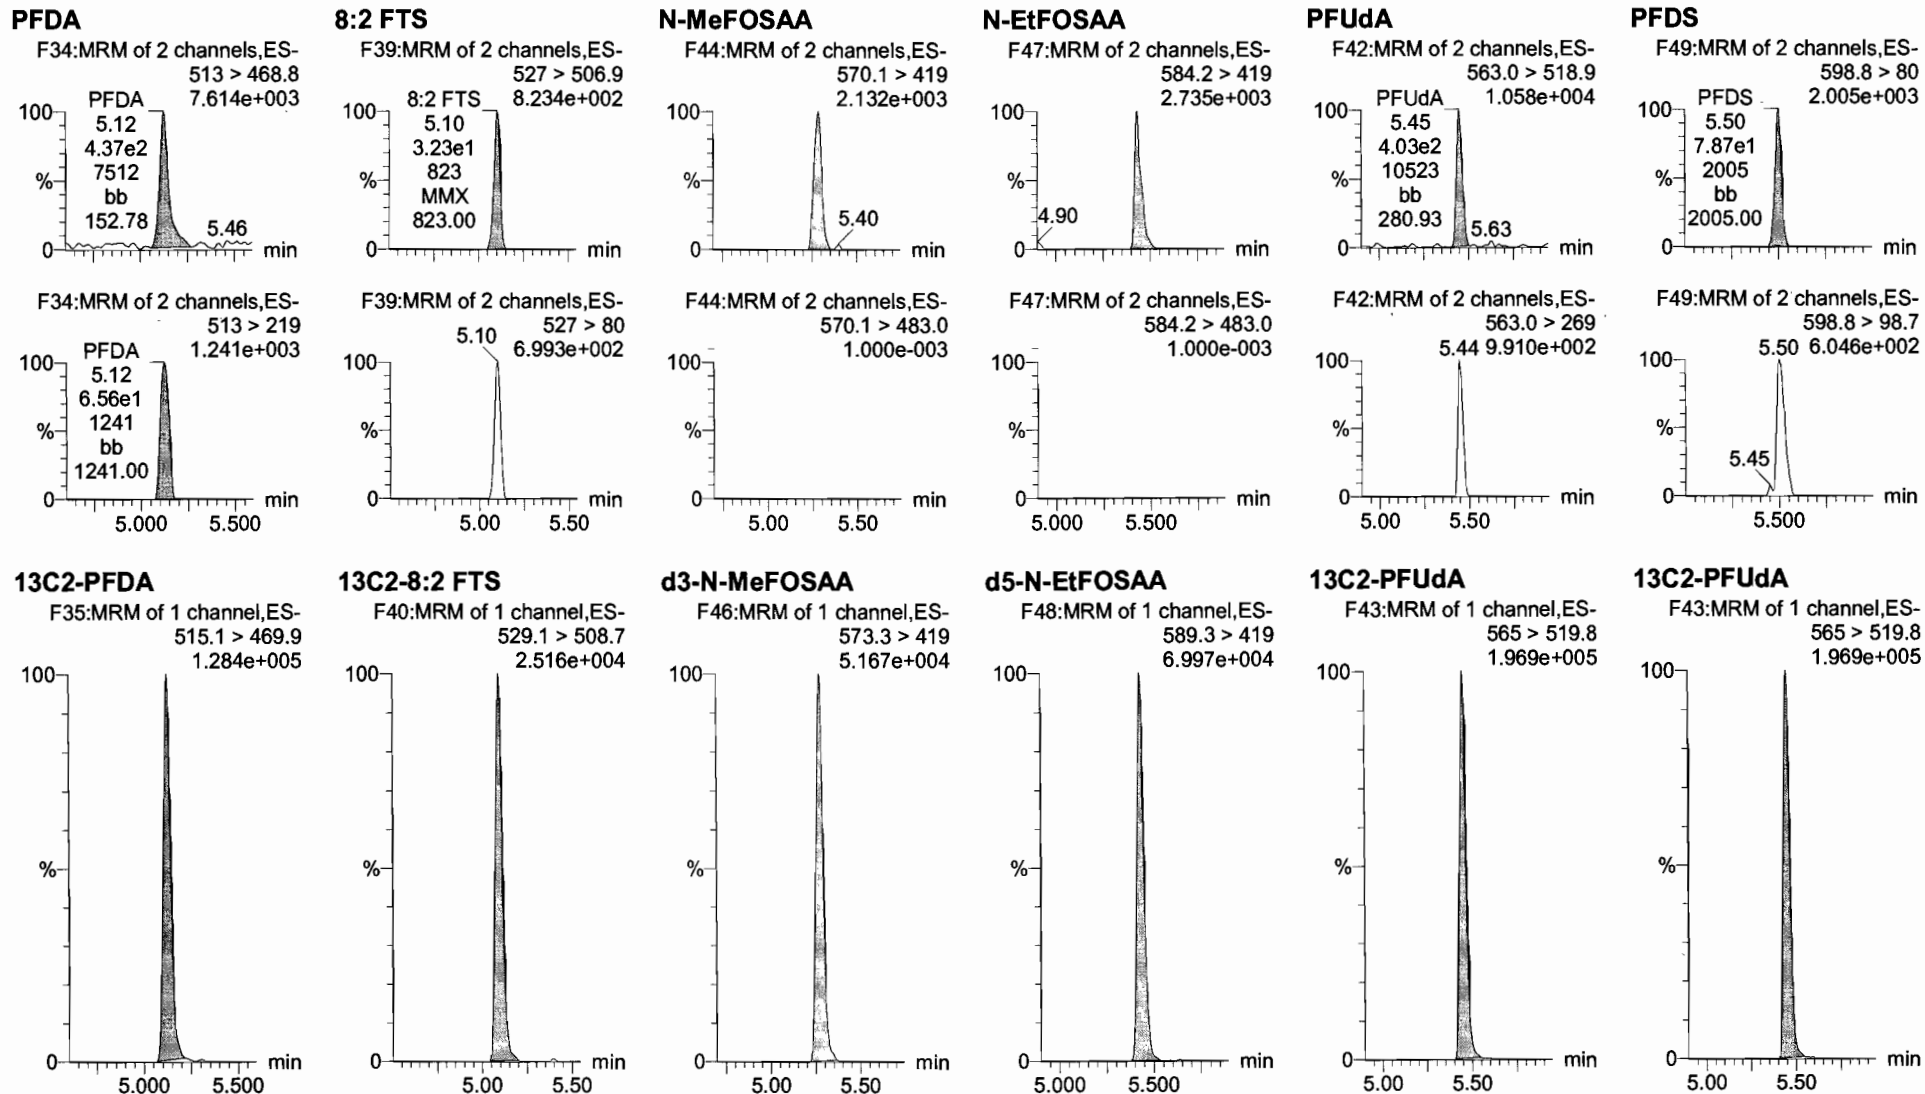 PFDA
F34:MRM of 2 channels,ES-
513 > 468.8
7.614e+003
100
PFDA
5.12
4.37e2
7512
bb
152.78
%
5.46
0
min
F34:MRM of 2 channels,ES-
513 > 219
1.241e+003
100
PFDA
5.12
6.56e1
1241
bb
1241.00
%
0
min
5.000 5.500
8:2 FTS
F39:MRM of 2 channels,ES-
527 > 506.9
8.234e+002
100
8:2 FTS
5.10
3.23e1
823
MMX
823.00
%
0
min
F39:MRM of 2 channels,ES-
527 > 80
5.10
6.993e+002
100
%
0
min
5.00 5.50
N-MeFOSAA
F44:MRM of 2 channels,ES-
570.1 > 419
2.132e+003
100
%
5.40
0
min
F44:MRM of 2 channels,ES-
570.1 > 483.0
1.000e-003
100
%
0
min
5.00 5.50
N-EtFOSAA
F47:MRM of 2 channels,ES-
584.2 > 419
2.735e+003
100
%
4.90
0
min
F47:MRM of 2 channels,ES-
584.2 > 483.0
1.000e-003
100
%
0
min
5.000 5.500
PFUdA
F42:MRM of 2 channels,ES-
563.0 > 518.9
1.058e+004
100
PFUdA
5.45
4.03e2
10523
bb
280.93
%
5.63
0
min
F42:MRM of 2 channels,ES-
563.0 > 269
5.44 9.910e+002
100
%
0
min
5.00 5.50
PFDS
F49:MRM of 2 channels,ES-
598.8 > 80
2.005e+003
100
PFDS
5.50
7.87e1
2005
bb
2005.00
%
0
min
F49:MRM of 2 channels,ES-
598.8 > 98.7
5.50 6.046e+002
100
%
5.45
0
min
5.500
13C2-PFDA
F35:MRM of 1 channel,ES-
515.1 > 469.9
1.284e+005
100
%
0
min
5.000 5.500
13C2-8:2 FTS
F40:MRM of 1 channel,ES-
529.1 > 508.7
2.516e+004
100
%
0
min
5.00 5.50
d3-N-MeFOSAA
F46:MRM of 1 channel,ES-
573.3 > 419
5.167e+004
100
%
0
min
5.00 5.50
d5-N-EtFOSAA
F48:MRM of 1 channel,ES-
589.3 > 419
6.997e+004
100
%
0
min
5.000 5.500
13C2-PFUdA
F43:MRM of 1 channel,ES-
565 > 519.8
1.969e+005
100
%
0
min
5.00 5.50
13C2-PFUdA
F43:MRM of 1 channel,ES-
565 > 519.8
1.969e+005
100
%
0
min
5.00 5.50